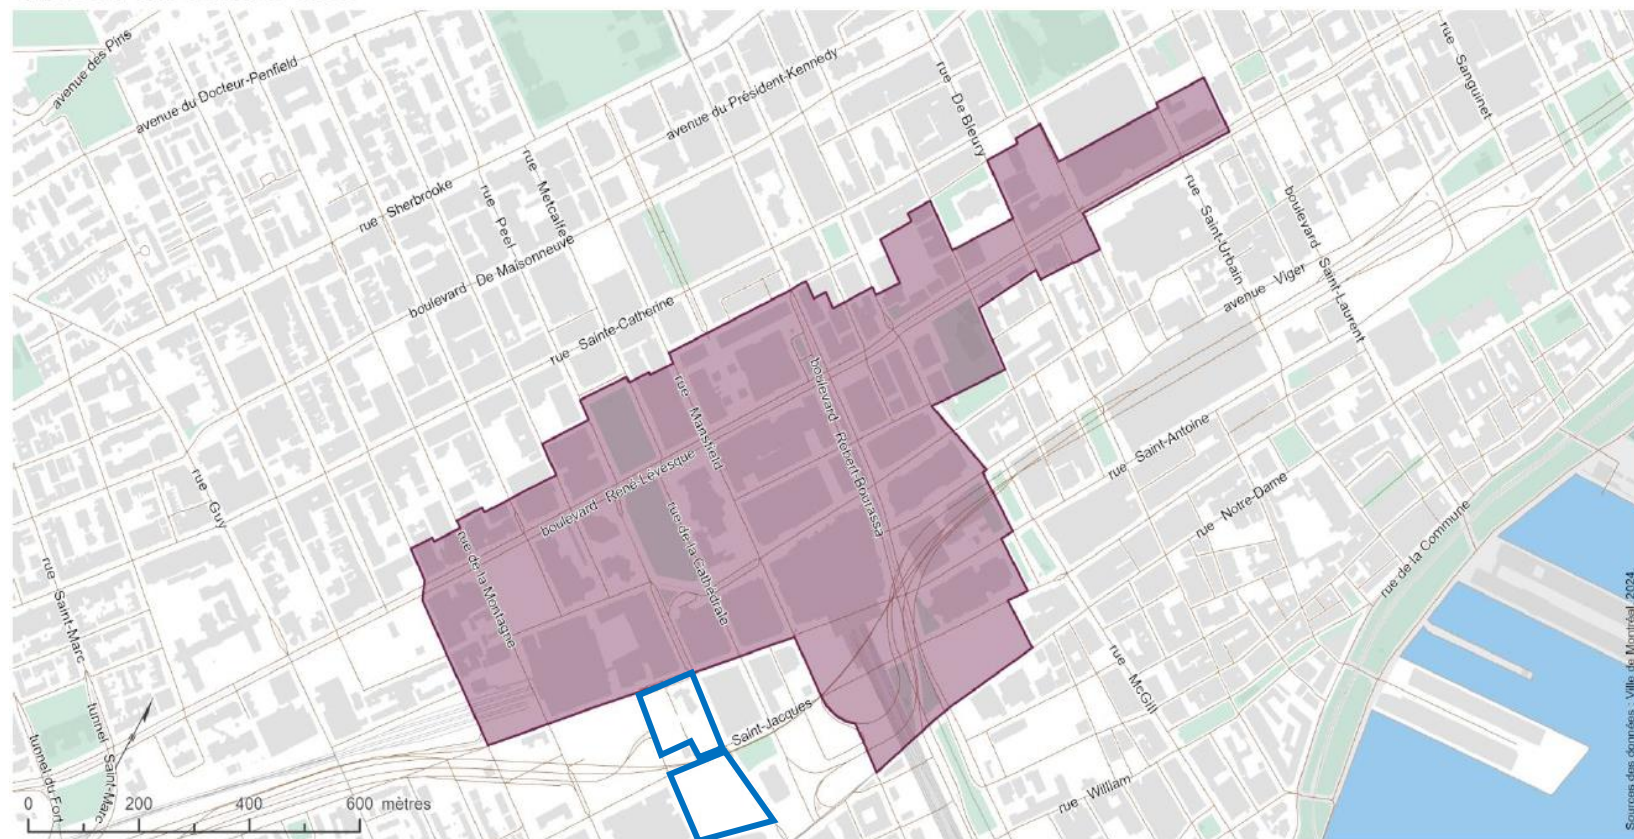 avenue des Pins
avenue du Docteur-Penfield
avenue du Président-Kennedy
rue De Bleury
rue Sanguinet
rue Sherbrooke
rue Peel
rue Metcalfe
boulevard De Maisonneuve
rue Sainte-Catherine
rue Saint-Urbain
boulevard Saint-Laurent
avenue Viger
rue Mansfield
boulevard Robert-Bourassa
boulevard René-Lévesque
rue de la Cathédrale
rue de la Montagne
rue Guy
rue Saint-Antoine
rue Notre-Dame
rue de la Commune
rue Saint-Marc
tunnel Saint-Marc
tunnel du Fort
Saint-Jacques
rue McGill
rue William
0 200 400 600 mètres
Sources des données : Ville de Montréal, 2024